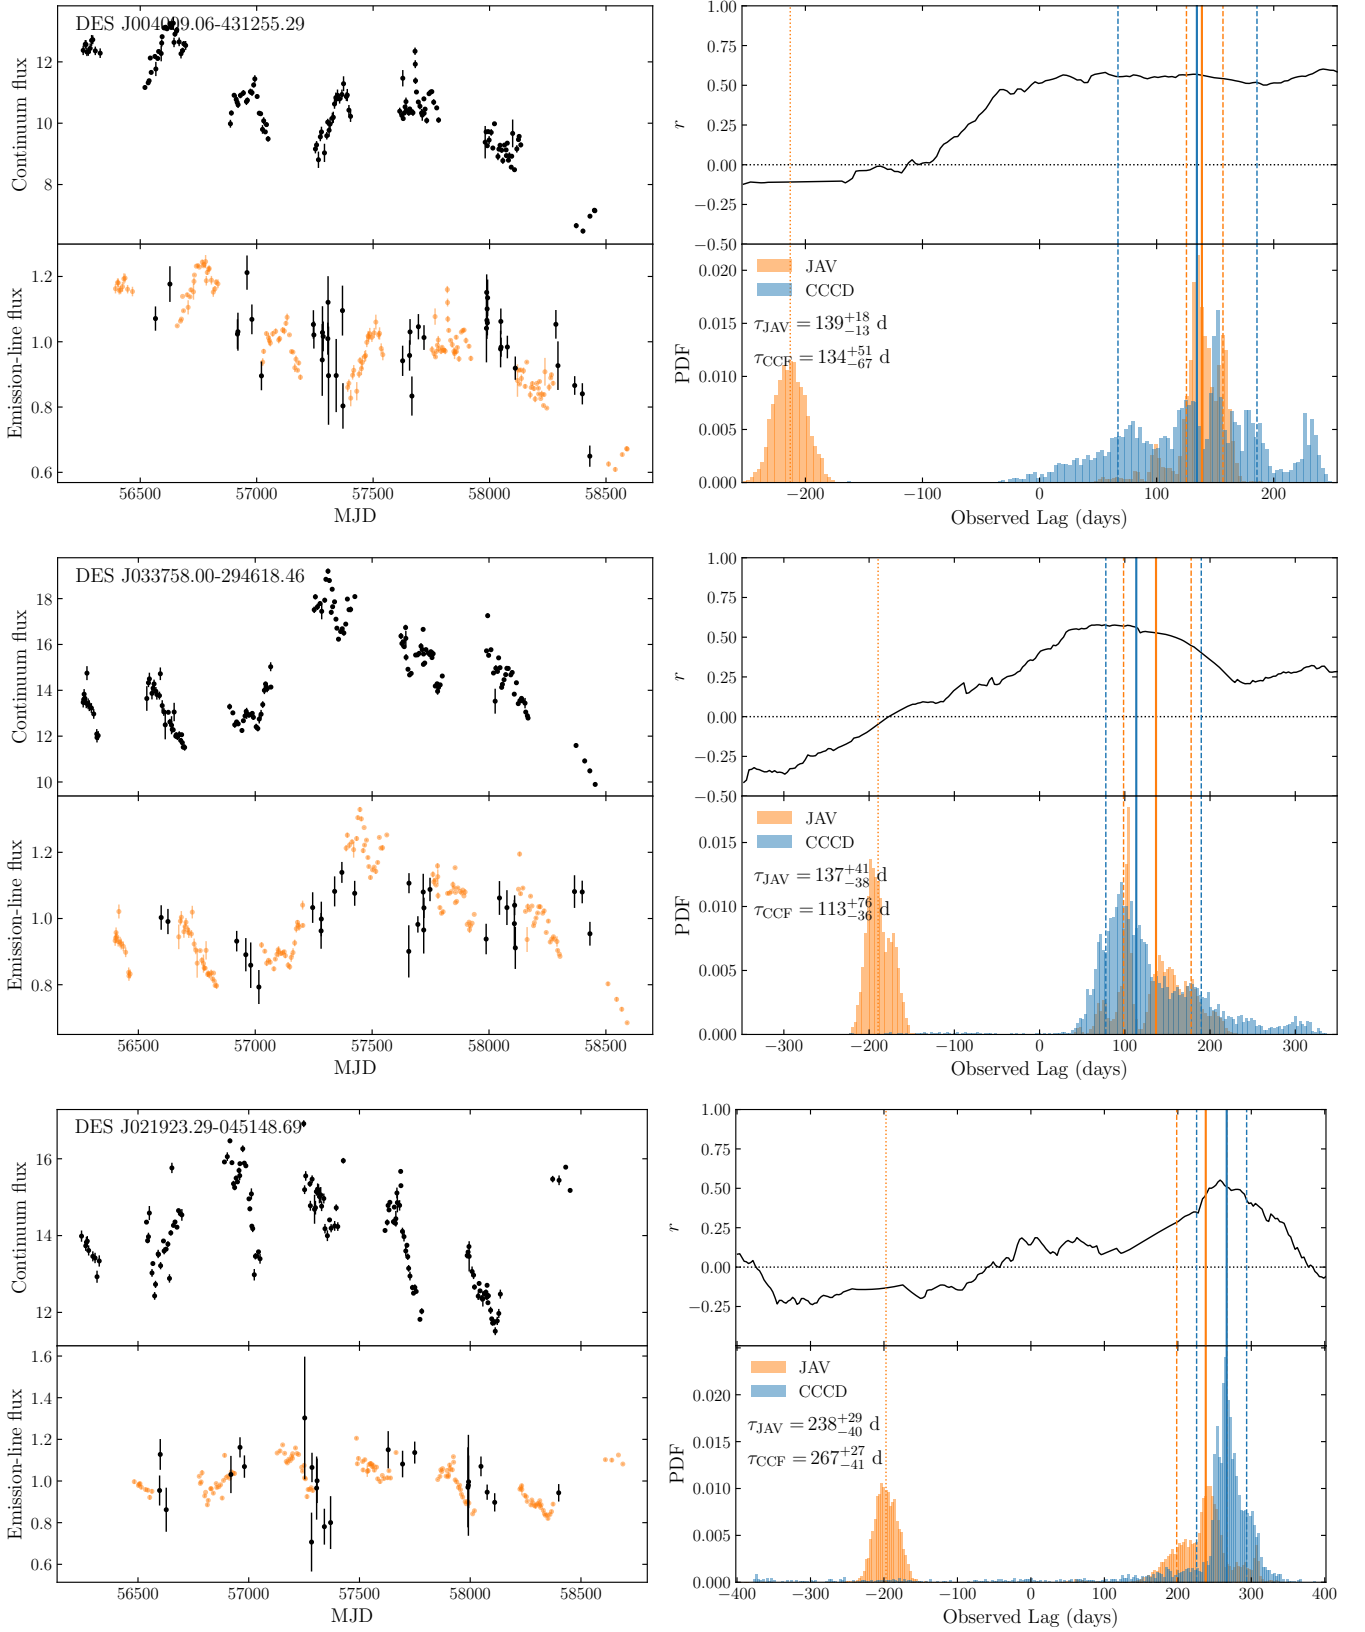 DES J004009.06-431255.29
Continuum flux
12
10
8
Emission-line flux
1.2
1.0
0.8
0.6
56500 57000 57500 58000 58500
MJD
r
1.00
0.75
0.50
0.25
0.00
−0.25
−0.50
PDF
0.020
0.015
0.010
0.005
0.000
JAV
CCCD
τJAV = 139+18−13 d
τCCF = 134+51−67 d
−200 −100 0 100 200
Observed Lag (days)
DES J033758.00-294618.46
Continuum flux
18
16
14
12
10
Emission-line flux
1.2
1.0
0.8
56500 57000 57500 58000 58500
MJD
r
1.00
0.75
0.50
0.25
0.00
−0.25
−0.50
PDF
0.015
0.010
0.005
0.000
JAV
CCCD
τJAV = 137+41−38 d
τCCF = 113+76−36 d
−300 −200 −100 0 100 200 300
Observed Lag (days)
DES J021923.29-045148.69
Continuum flux
16
14
12
Emission-line flux
1.6
1.4
1.2
1.0
0.8
0.6
56500 57000 57500 58000 58500
MJD
r
1.00
0.75
0.50
0.25
0.00
−0.25
PDF
0.020
0.015
0.010
0.005
0.000
JAV
CCCD
τJAV = 238+29−40 d
τCCF = 267+27−41 d
−400 −300 −200 −100 0 100 200 300 400
Observed Lag (days)